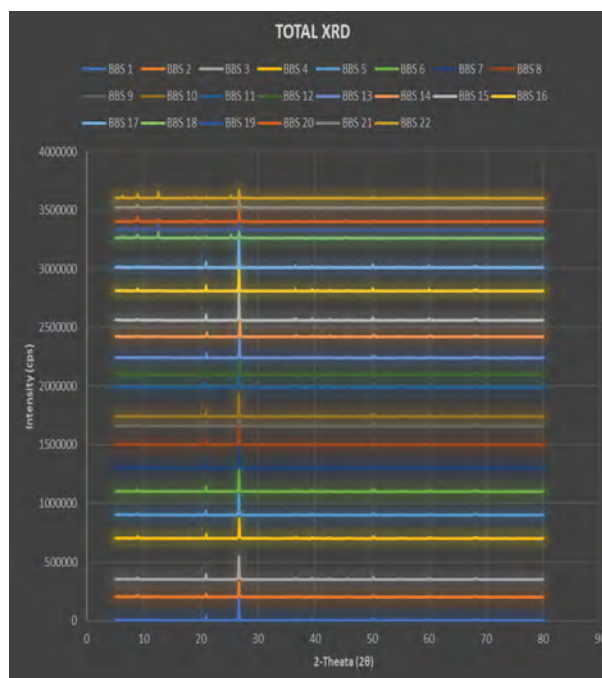 TOTAL XRD
BBS 1 BBS 2 BBS 3 BBS 4 BBS 5 BBS 6 BBS 7 BBS 8
BBS 9 BBS 10 BBS 11 BBS 12 BBS 13 BBS 14 BBS 15 BBS 16
BBS 17 BBS 18 BBS 19 BBS 20 BBS 21 BBS 22
4000000
3500000
3000000
2500000
2000000
1500000
1000000
500000
0
Intensity (cps)
0 10 20 30 40 50 60 70 80 90
2-Theata (2θ)